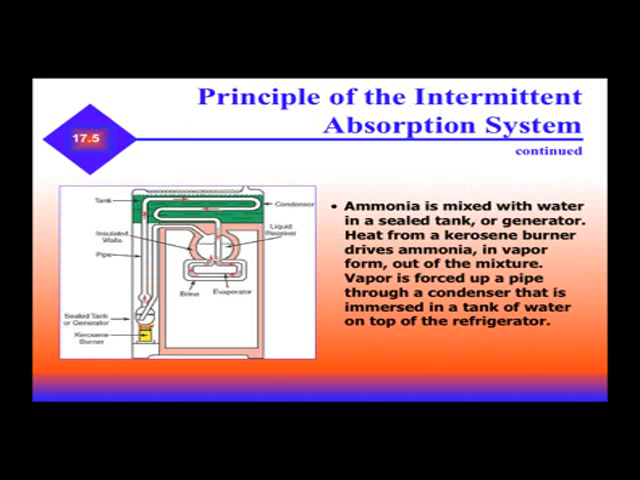 Principle of the Intermittent
Absorption System
17.5
continued
Tank
Condensor
Insulated
Walls
Liquid
Receiver
Pipe
Brine
Evaporator
Sealed Tank
or Generator
Kerosene
Burner
• Ammonia is mixed with water
in a sealed tank, or generator.
Heat from a kerosene burner
drives ammonia, in vapor
form, out of the mixture.
Vapor is forced up a pipe
through a condenser that is
immersed in a tank of water
on top of the refrigerator.